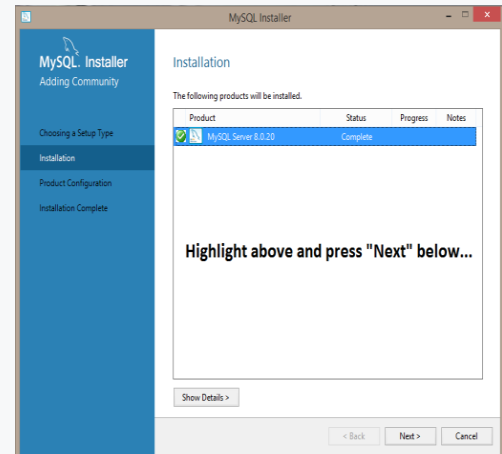 MySQL Installer
MySQL. Installer
Adding Community
Choosing a Setup Type
Installation
Product Configuration
Installation Complete
Installation
The following products will be installed.
Product Status Progress Notes
MySQL Server 8.0.20 Complete
Highlight above and press "Next" below...
Show Details >
< Back Next > Cancel